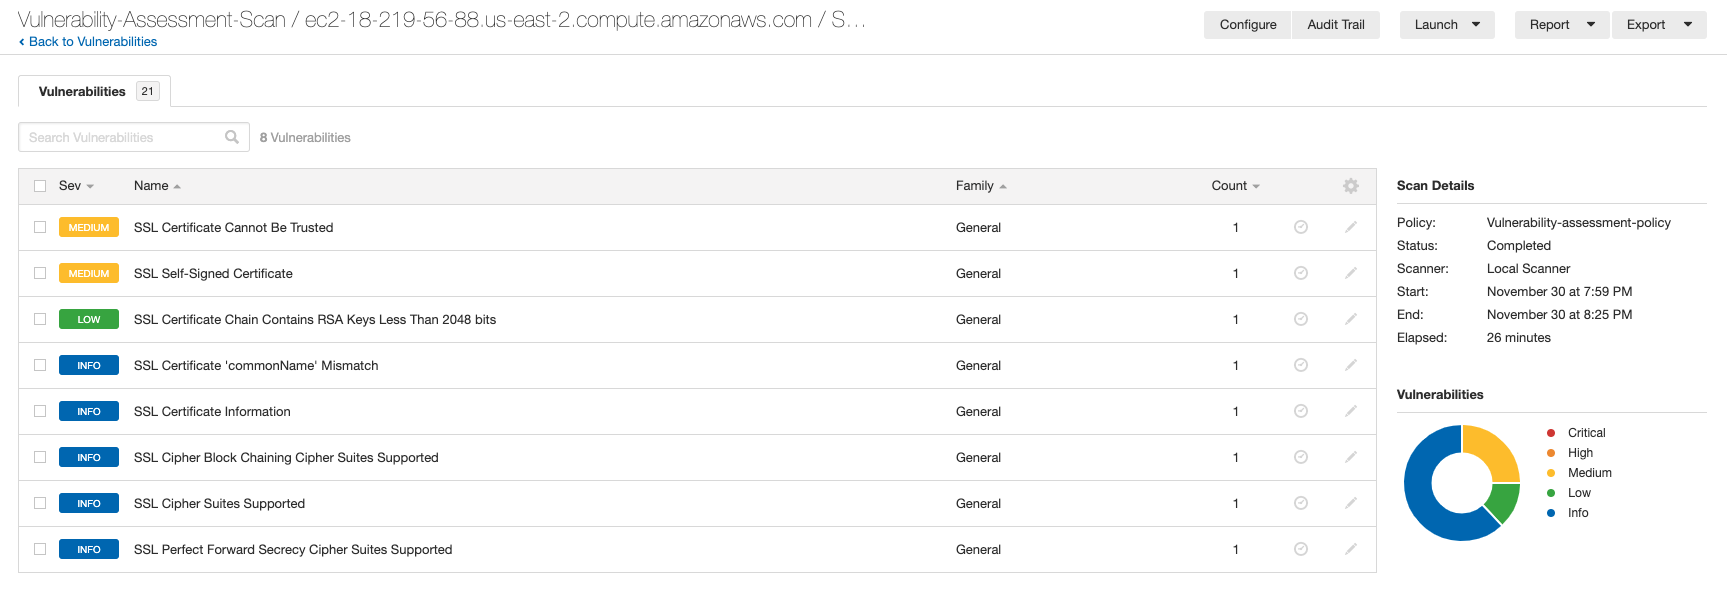 Vulnerability-Assessment-Scan / ec2-18-219-56-88.us-east-2.compute.amazonaws.com / S…
Configure Audit Trail Launch Report Export
Back to Vulnerabilities
Vulnerabilities 21
Search Vulnerabilities 8 Vulnerabilities
Sev Name Family Count
MEDIUM SSL Certificate Cannot Be Trusted General 1
MEDIUM SSL Self-Signed Certificate General 1
LOW SSL Certificate Chain Contains RSA Keys Less Than 2048 bits General 1
INFO SSL Certificate 'commonName' Mismatch General 1
INFO SSL Certificate Information General 1
INFO SSL Cipher Block Chaining Cipher Suites Supported General 1
INFO SSL Cipher Suites Supported General 1
INFO SSL Perfect Forward Secrecy Cipher Suites Supported General 1
Scan Details
Policy: Vulnerability-assessment-policy
Status: Completed
Scanner: Local Scanner
Start: November 30 at 7:59 PM
End: November 30 at 8:25 PM
Elapsed: 26 minutes
Vulnerabilities
Critical
High
Medium
Low
Info